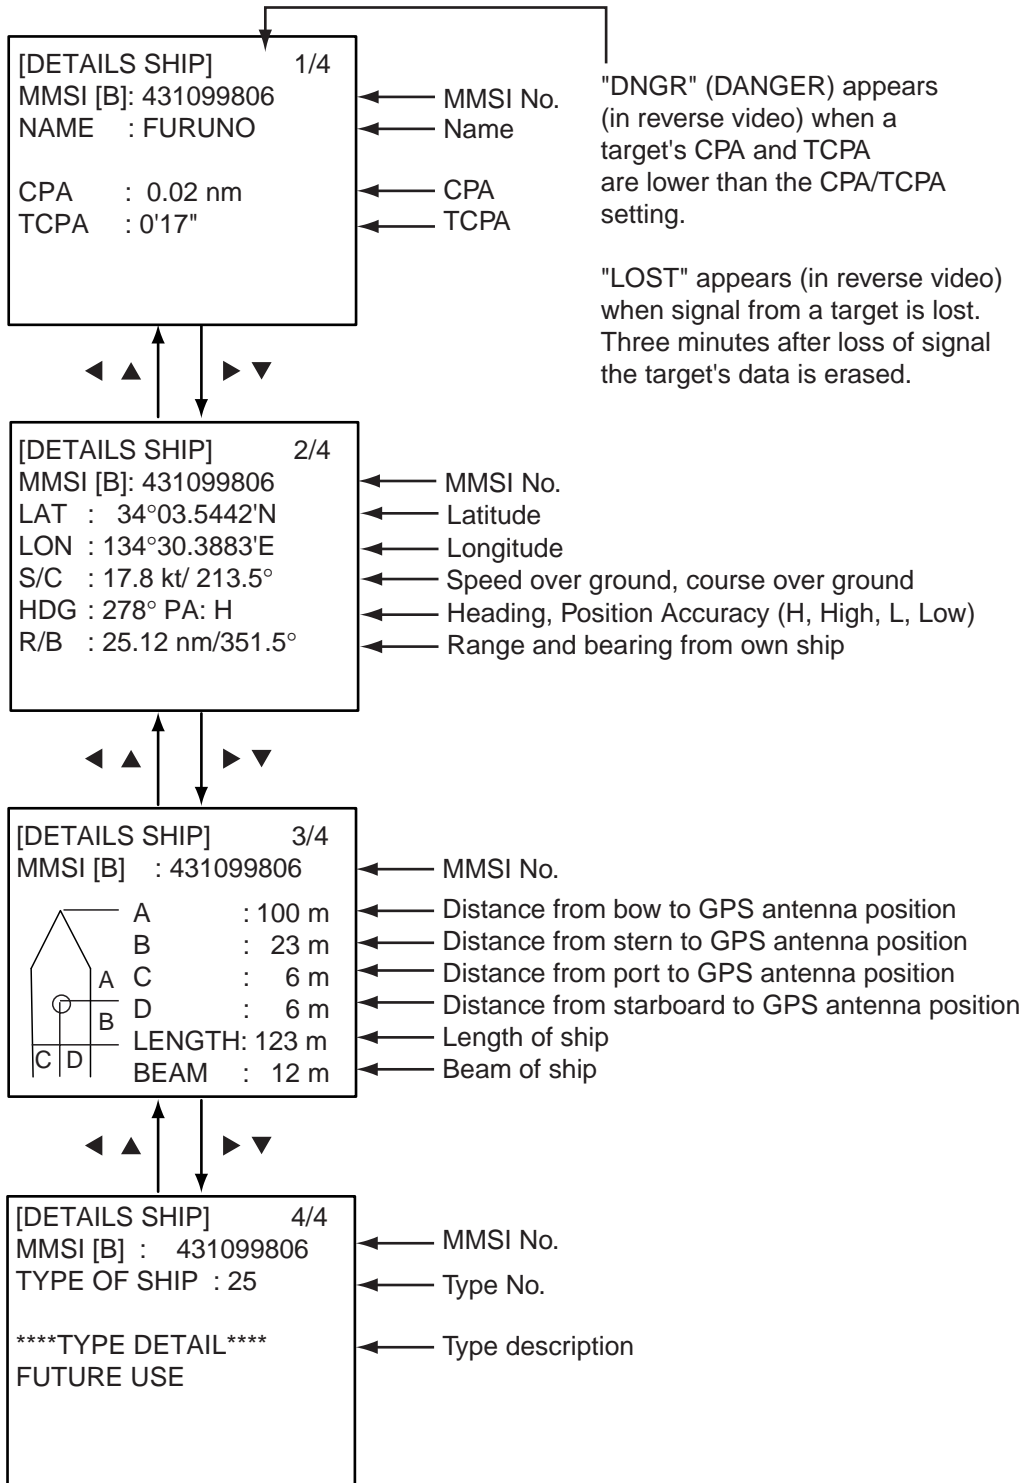 [DETAILS SHIP] 1/4
MMSI [B]: 431099806
NAME : FURUNO
CPA : 0.02 nm
TCPA : 0'17"
MMSI No.
Name
CPA
TCPA
"DNGR" (DANGER) appears
(in reverse video) when a
target's CPA and TCPA
are lower than the CPA/TCPA
setting.
"LOST" appears (in reverse video)
when signal from a target is lost.
Three minutes after loss of signal
the target's data is erased.
[DETAILS SHIP] 2/4
MMSI [B]: 431099806
LAT : 34°03.5442'N
LON : 134°30.3883'E
S/C : 17.8 kt/ 213.5°
HDG : 278° PA: H
R/B : 25.12 nm/351.5°
MMSI No.
Latitude
Longitude
Speed over ground, course over ground
Heading, Position Accuracy (H, High, L, Low)
Range and bearing from own ship
[DETAILS SHIP] 3/4
MMSI [B] : 431099806
A : 100 m
B : 23 m
C : 6 m
D : 6 m
LENGTH: 123 m
BEAM : 12 m
A
B
C D
MMSI No.
Distance from bow to GPS antenna position
Distance from stern to GPS antenna position
Distance from port to GPS antenna position
Distance from starboard to GPS antenna position
Length of ship
Beam of ship
[DETAILS SHIP] 4/4
MMSI [B] : 431099806
TYPE OF SHIP : 25
****TYPE DETAIL****
FUTURE USE
MMSI No.
Type No.
Type description